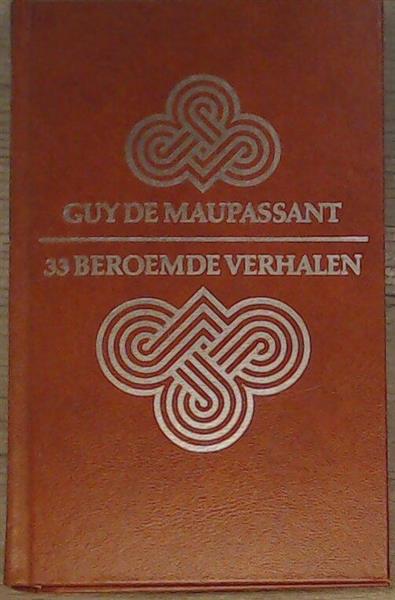 GUY DE MAUPASSANT
33 BEROEMDE VERHALEN